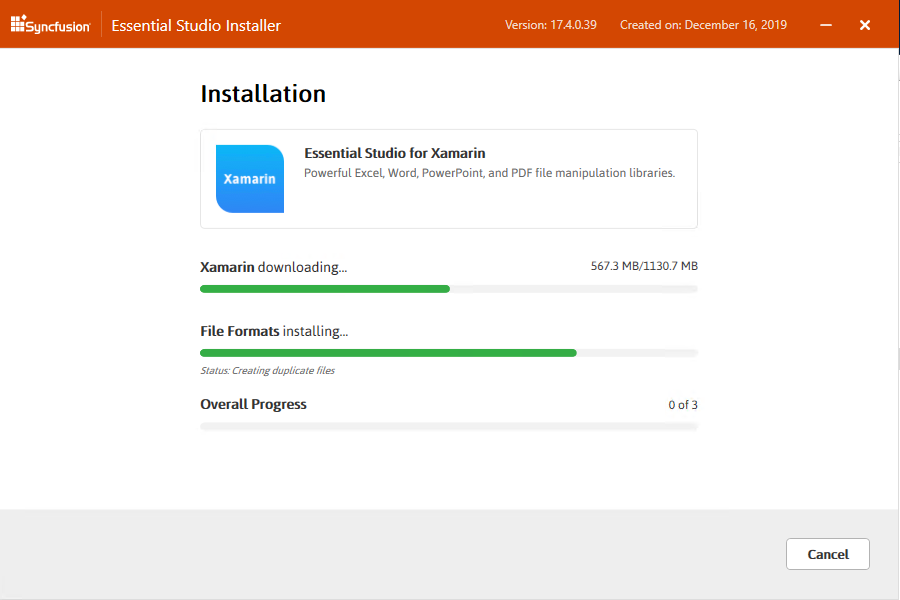 Syncfusion Essential Studio Installer Version: 17.4.0.39 Created on: December 16, 2019
Installation
Xamarin
Essential Studio for Xamarin
Powerful Excel, Word, PowerPoint, and PDF file manipulation libraries.
Xamarin downloading... 567.3 MB/1130.7 MB
File Formats installing...
Status: Creating duplicate files
Overall Progress 0 of 3
Cancel